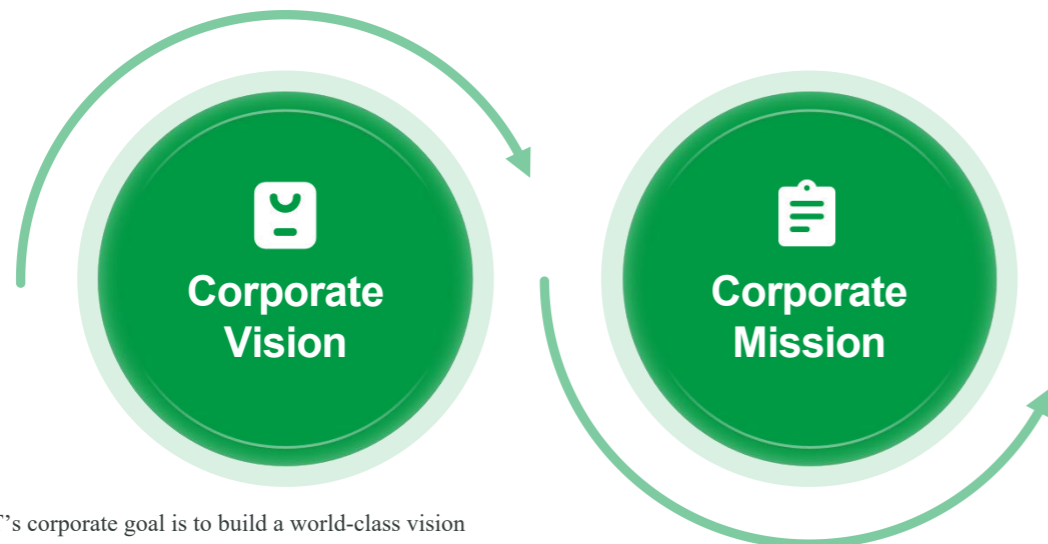 Corporate
Vision
Corporate
Mission
’s corporate goal is to build a world-class vision